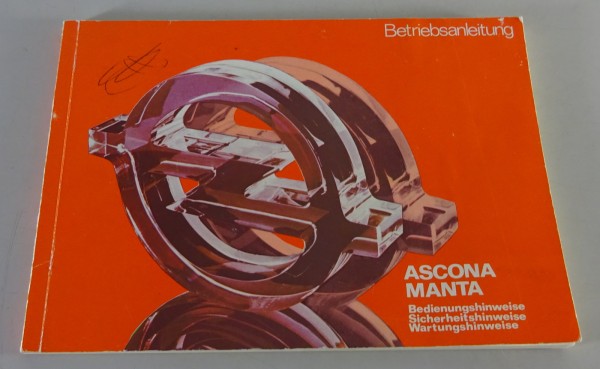 Betriebsanleitung
ASCONA
MANTA
Bedienungshinweise
Sicherheitshinweise
Wartungshinweise